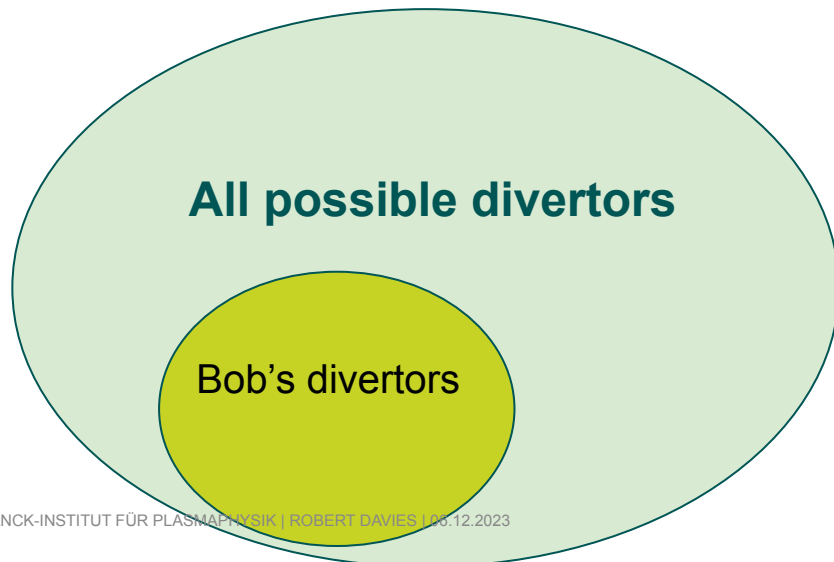 All possible divertors
Bob’s divertors
NCK-INSTITUT FÜR PLASMAPHYSIK | ROBERT DAVIES | 06.12.2023